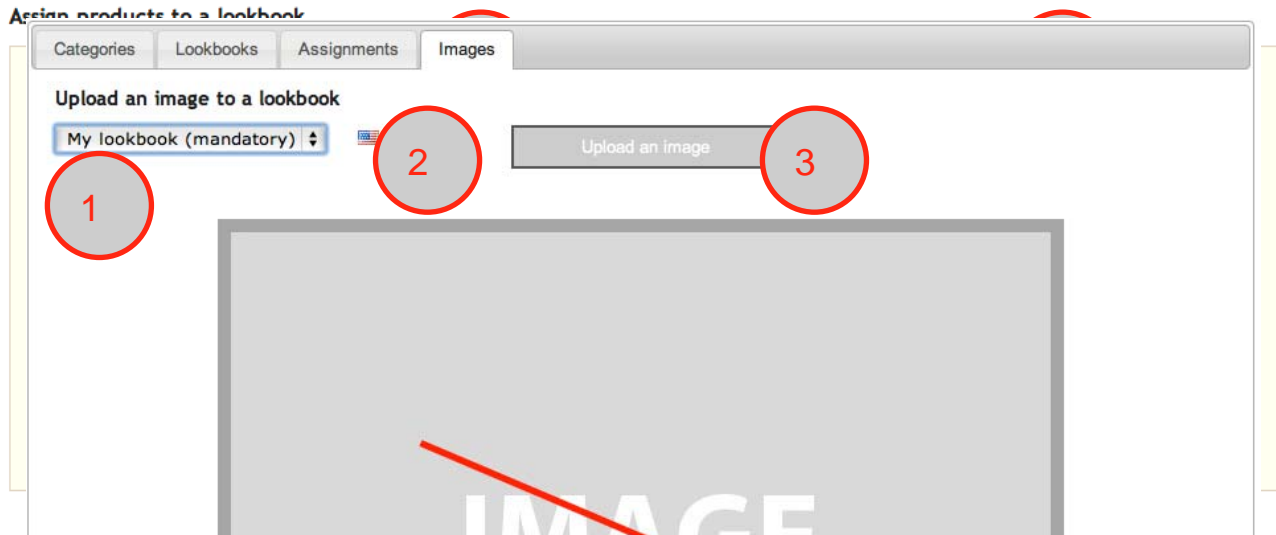 Assign products to a lookbook
Categories Lookbooks Assignments Images
Upload an image to a lookbook
My lookbook (mandatory)
Upload an image
1
2
3
IMAGE